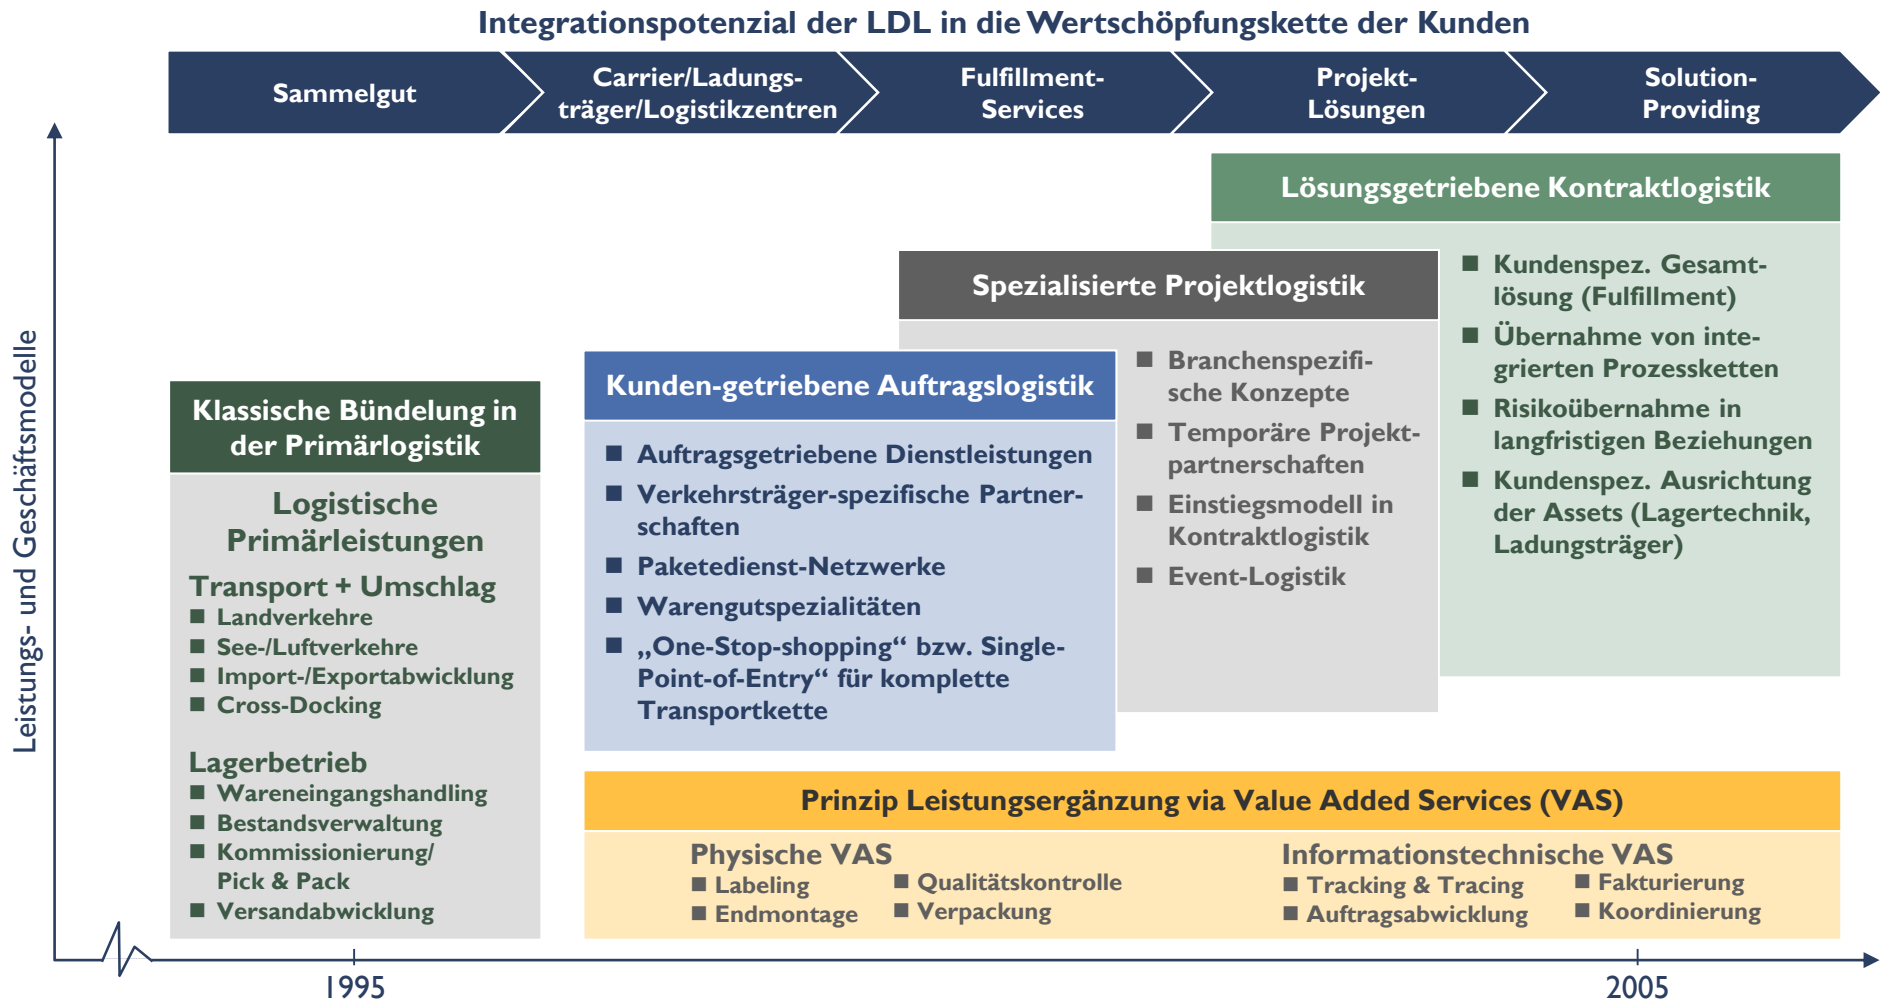 Integrationspotenzial der LDL in die Wertschöpfungskette der Kunden
Sammelgut
Carrier/Ladungs-
träger/Logistikzentren
Fulfillment-
Services
Projekt-
Lösungen
Solution-
Providing
Leistungs- und Geschäftsmodelle
Klassische Bündelung in
der Primärlogistik
Logistische
Primärleistungen
Transport + Umschlag
Landverkehre
See-/Luftverkehre
Import-/Exportabwicklung
Cross-Docking
Lagerbetrieb
Wareneingangshandling
Bestandsverwaltung
Kommissionierung/
Pick & Pack
Versandabwicklung
Kunden-getriebene Auftragslogistik
Auftragsgetriebene Dienstleistungen
Verkehrsträger-spezifische Partner-
schaften
Paketedienst-Netzwerke
Warengutspezialitäten
„One-Stop-shopping“ bzw. Single-
Point-of-Entry“ für komplette
Transportkette
Spezialisierte Projektlogistik
Branchenspezifi-
sche Konzepte
Temporäre Projekt-
partnerschaften
Einstiegsmodell in
Kontraktlogistik
Event-Logistik
Lösungsgetriebene Kontraktlogistik
Kundenspez. Gesamt-
lösung (Fulfillment)
Übernahme von inte-
grierten Prozessketten
Risikoübernahme in
langfristigen Beziehungen
Kundenspez. Ausrichtung
der Assets (Lagertechnik,
Ladungsträger)
Prinzip Leistungsergänzung via Value Added Services (VAS)
Physische VAS
Labeling
Endmontage
Qualitätskontrolle
Verpackung
Informationstechnische VAS
Tracking & Tracing
Auftragsabwicklung
Fakturierung
Koordinierung
1995
2005